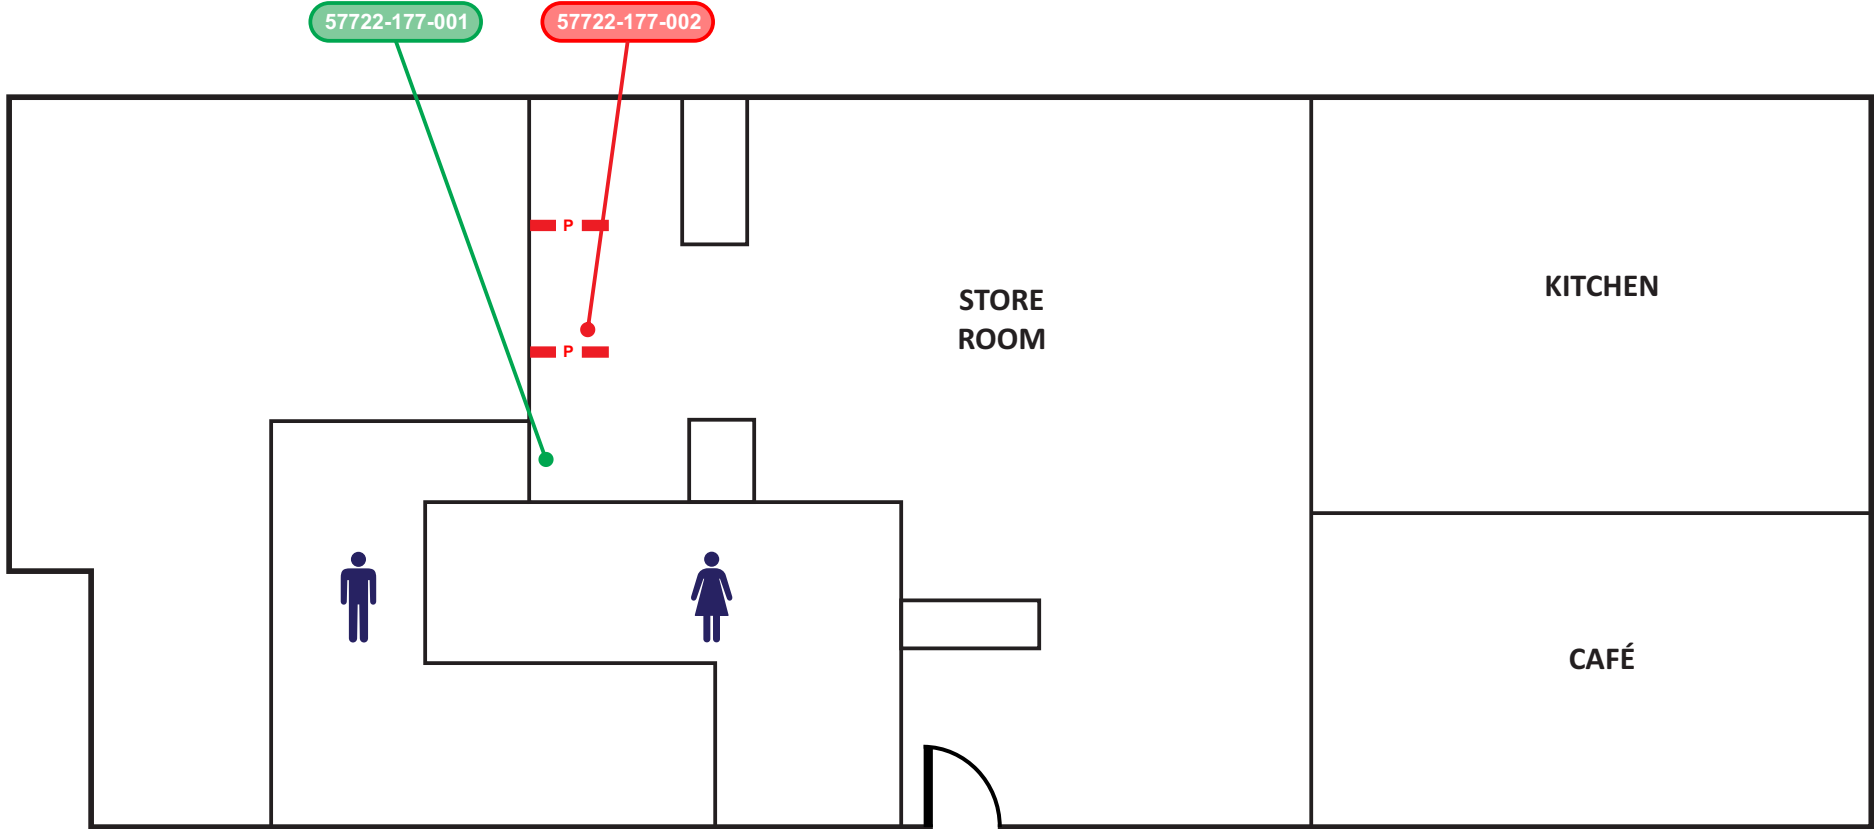 57722-177-001
57722-177-002
P
P
STORE
ROOM
KITCHEN
CAFÉ